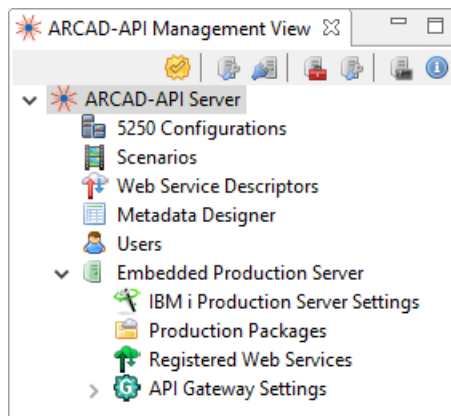 ARCAD-API Management View
ARCAD-API Server
5250 Configurations
Scenarios
Web Service Descriptors
Metadata Designer
Users
Embedded Production Server
IBM i Production Server Settings
Production Packages
Registered Web Services
API Gateway Settings